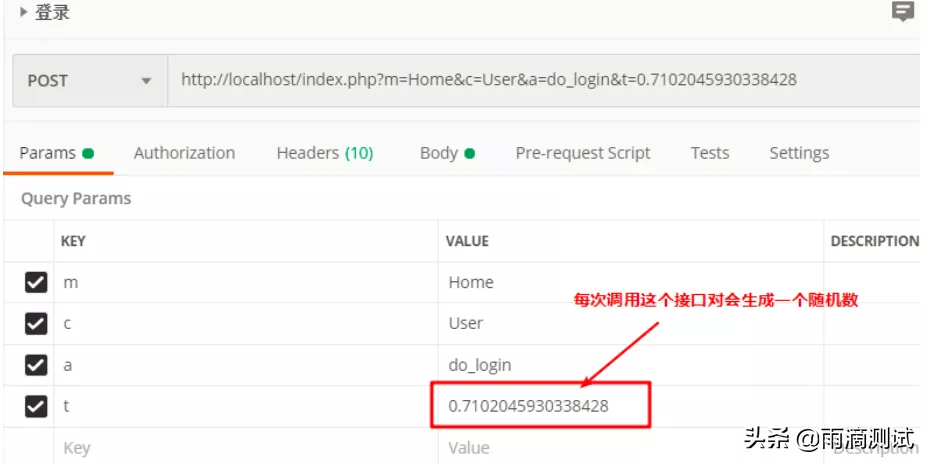 登录
POST http://localhost/index.php?m=Home&c=User&a=do_login&t=0.7102045930338428
Params Authorization Headers (10) Body Pre-request Script Tests Settings
Query Params
KEY VALUE DESCRIPTION
m Home
每次调用这个接口对会生成一个随机数
c User
a do_login
t 0.7102045930338428
Key Value Description
头条 @雨滴测试